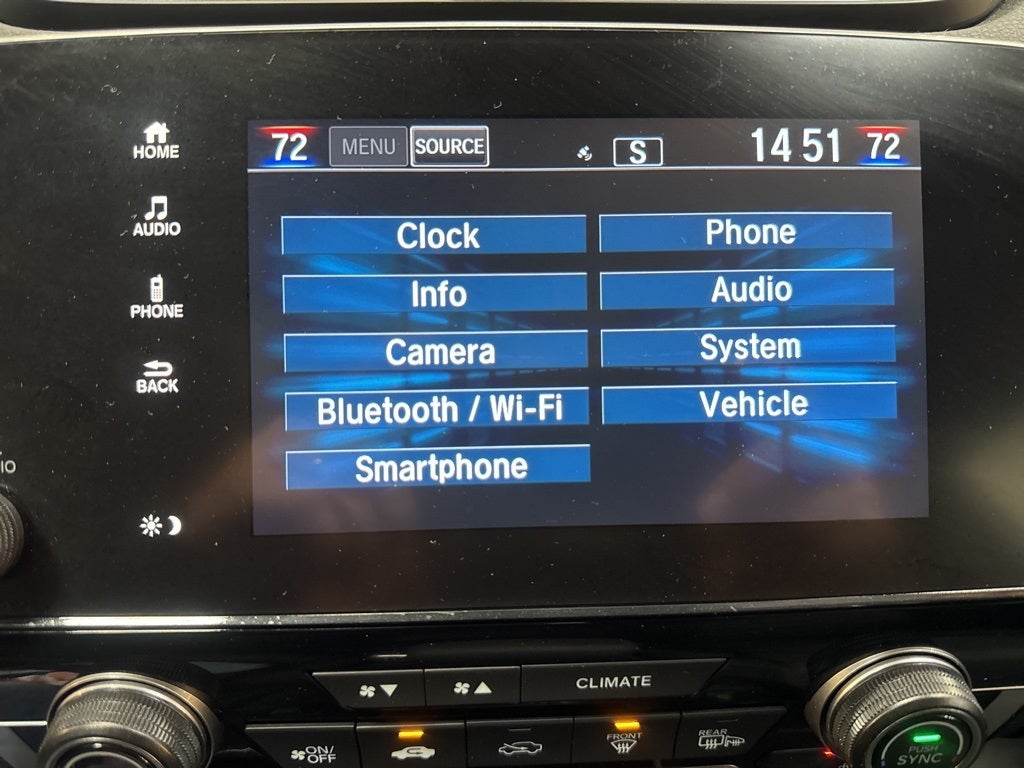 HOME
AUDIO
PHONE
BACK
IO
72 MENU SOURCE S 14 51 72
Clock Phone
Info Audio
Camera System
Bluetooth / Wi-Fi Vehicle
Smartphone
CLIMATE
ON/
OFF
FRONT
REAR
PUSH
SYNC